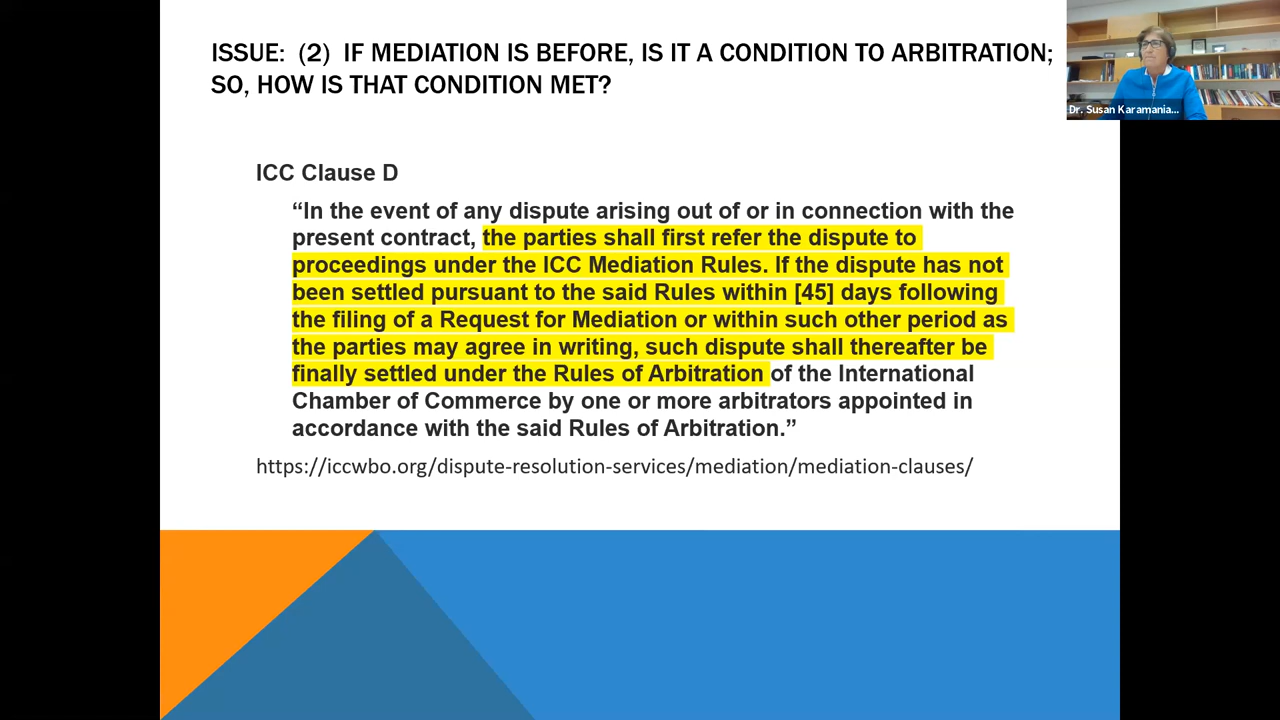 ISSUE: (2) IF MEDIATION IS BEFORE, IS IT A CONDITION TO ARBITRATION;
SO, HOW IS THAT CONDITION MET?
Dr. Susan Karamania...
ICC Clause D
“In the event of any dispute arising out of or in connection with the
present contract, the parties shall first refer the dispute to
proceedings under the ICC Mediation Rules. If the dispute has not
been settled pursuant to the said Rules within [45] days following
the filing of a Request for Mediation or within such other period as
the parties may agree in writing, such dispute shall thereafter be
finally settled under the Rules of Arbitration of the International
Chamber of Commerce by one or more arbitrators appointed in
accordance with the said Rules of Arbitration.”
https://iccwbo.org/dispute-resolution-services/mediation/mediation-clauses/